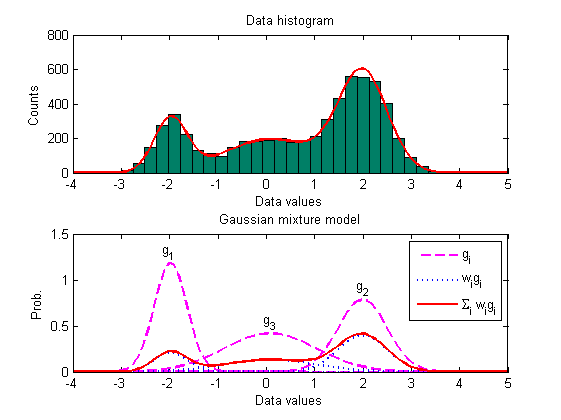 Data histogram
800
600
400
200
0
Counts
-4 -3 -2 -1 0 1 2 3 4 5
Data values
Gaussian mixture model
1.5
1
0.5
0
Prob.
g1
g2
g3
gi
wigi
Σi wigi
-4 -3 -2 -1 0 1 2 3 4 5
Data values